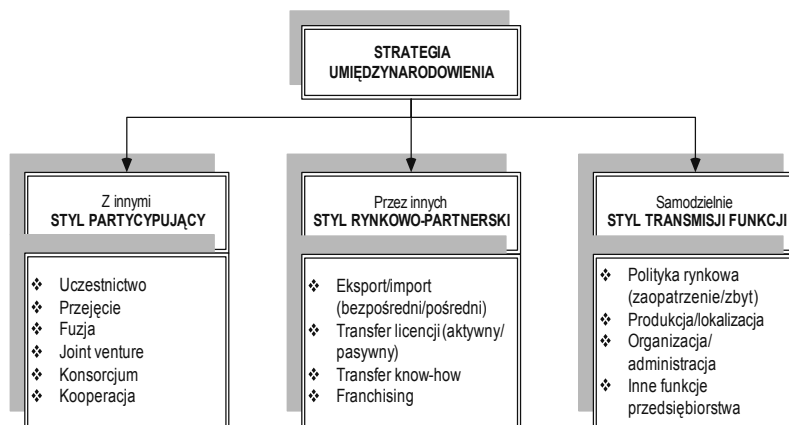 STRATEGIA
UMIĘDZYNARODOWIENIA
Z innymi
STYL PARTYCYPUJĄCY
❖ Uczestnictwo
❖ Przejęcie
❖ Fuzja
❖ Joint venture
❖ Konsorcjum
❖ Kooperacja
Przez innych
STYL RYNKOWO-PARTNERSKI
❖ Eksport/import
(bezpośredni/pośredni)
❖ Transfer licencji (aktywny/
pasywny)
❖ Transfer know-how
❖ Franchising
Samodzielnie
STYL TRANSMISJI FUNKCJI
❖ Polityka rynkowa
(zaopatrzenie/zbyt)
❖ Produkcja/lokalizacja
❖ Organizacja/
administracja
❖ Inne funkcje
przedsiębiorstwa